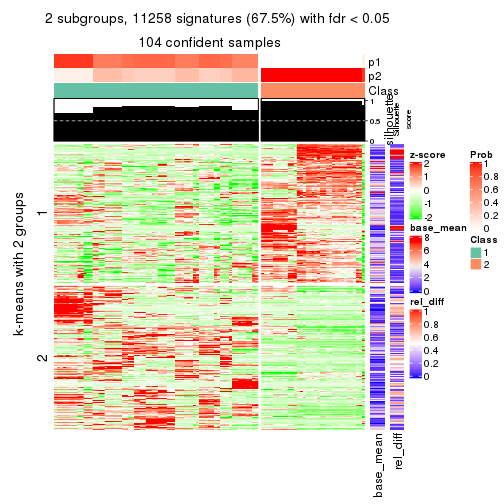 2 subgroups, 11258 signatures (67.5%) with fdr < 0.05
104 confident samples
p1
p2
Class
1
0.5
0
silhouette
Silhouette
score
k-means with 2 groups
1
2
z-score
2
1
0
-1
-2
base_mean
8
6
4
2
0
rel_diff
1
0.8
0.6
0.4
0.2
0
Prob
1
0.8
0.6
0.4
0.2
0
Class
1
2
base_mean
rel_diff